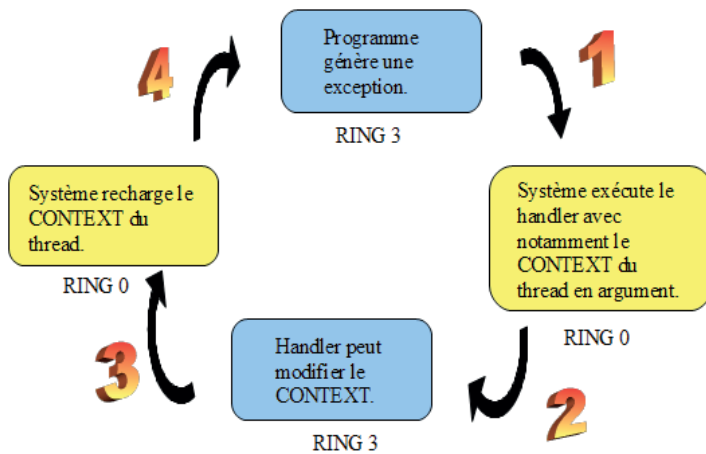 Programme
génère une
exception.
RING 3
1
Système exécute le
handler avec
notamment le
CONTEXT du
thread en argument.
RING 0
2
Handler peut
modifier le
CONTEXT.
RING 3
3
Système recharge le
CONTEXT du
thread.
RING 0
4